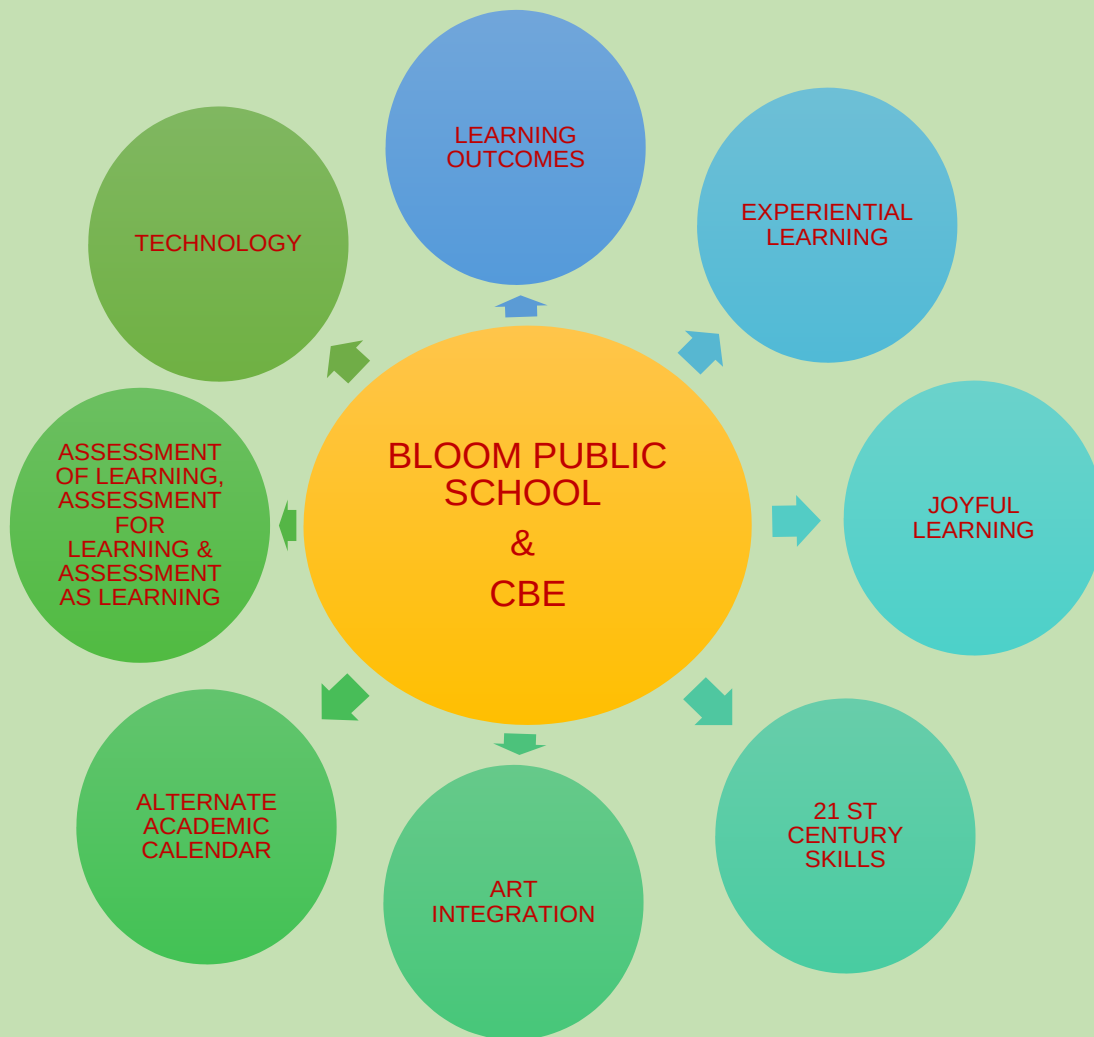 LEARNING
OUTCOMES
EXPERIENTIAL
LEARNING
JOYFUL
LEARNING
21 ST
CENTURY
SKILLS
ART
INTEGRATION
ALTERNATE
ACADEMIC
CALENDAR
ASSESSMENT
OF LEARNING,
ASSESSMENT
FOR
LEARNING &
ASSESSMENT
AS LEARNING
TECHNOLOGY
BLOOM PUBLIC
SCHOOL
&
CBE